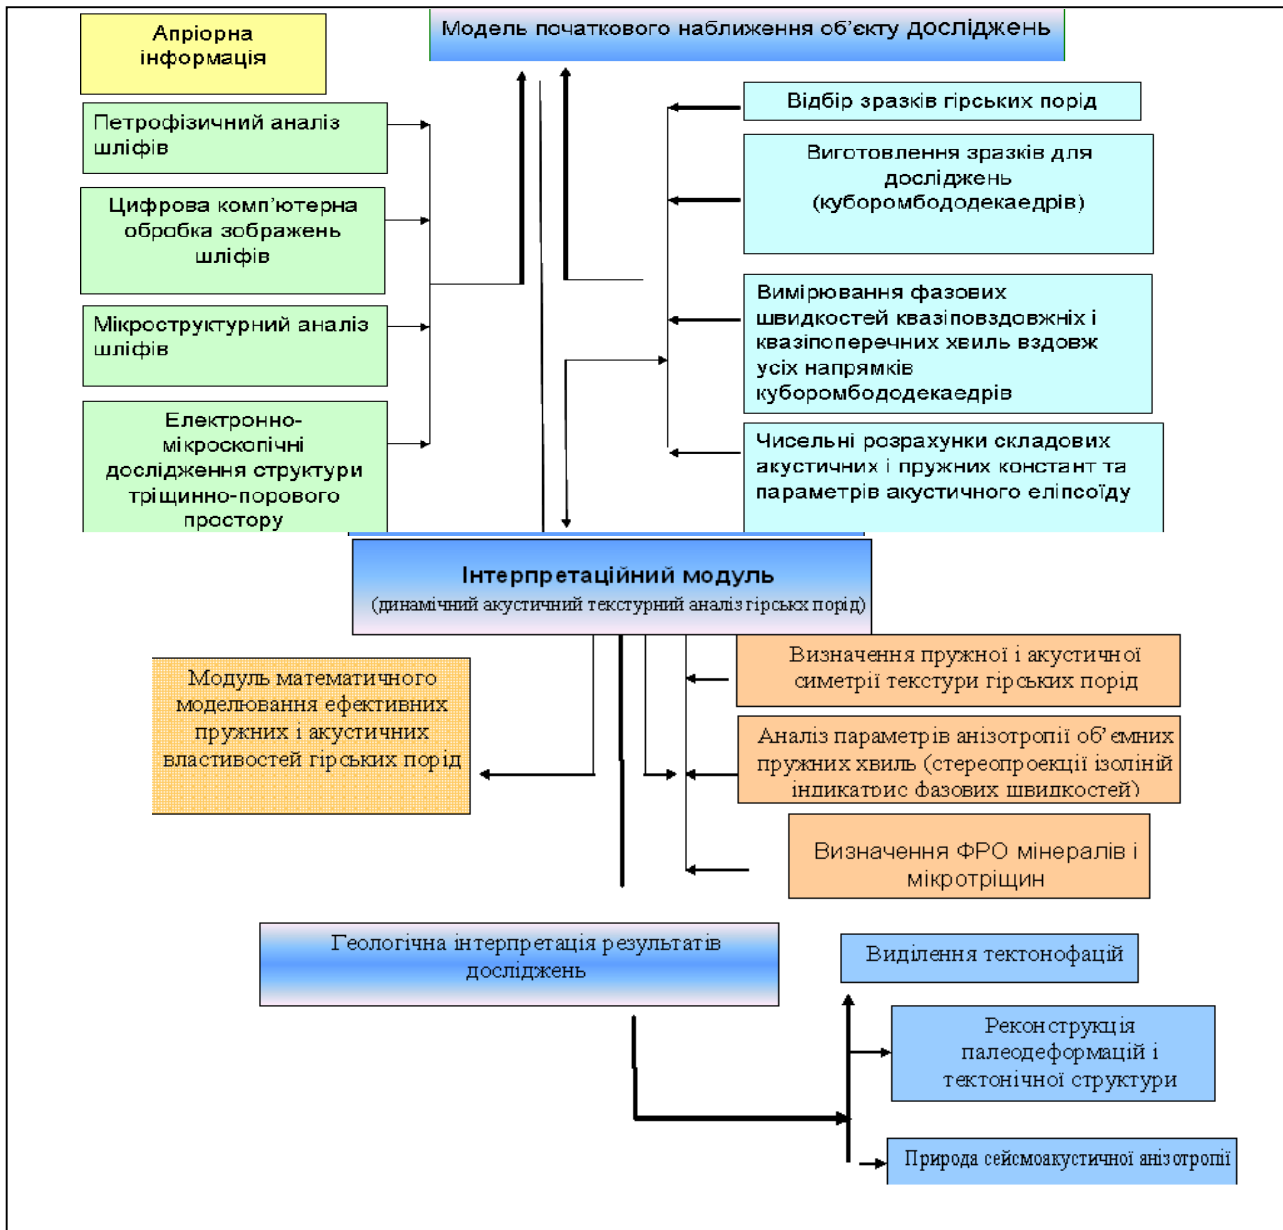 Апріорна
інформація
Модель початкового наближення об’єкту досліджень
Петрофізичний аналіз
шліфів
Цифрова комп’ютерна
обробка зображень
шліфів
Мікроструктурний аналіз
шліфів
Електронно-
мікроскопічні
дослідження структури
тріщинно-порового
простору
Відбір зразків гірських порід
Виготовлення зразків для
досліджень
(куборомбододекаедрів)
Вимірювання фазових
швидкостей квазіповздовжніх і
квазіпоперечних хвиль вздовж
усіх напрямків
куборомбододекаедрів
Чисельні розрахунки складових
акустичних і пружних констант та
параметрів акустичного еліпсоїду
Інтерпретаційний модуль
(динамічний акустичний текстурний аналіз гірськх порід)
Модуль математичного
моделювання ефективних
пружних і акустичних
властивостей гірських порід
Визначення пружної і акустичної
симетрії текстури гірських порід
Аналіз параметрів анізотропії об’ємних
пружних хвиль (стереопроекції ізоліній
індикатрис фазових швидкостей)
Визначення ФРО мінералів і
мікротріщин
Геологічна інтерпретація результатів
досліджень
Виділення тектонофацій
Реконструкція
палеодеформацій і
тектонічної структури
Природа сейсмоакустичної анізотропії